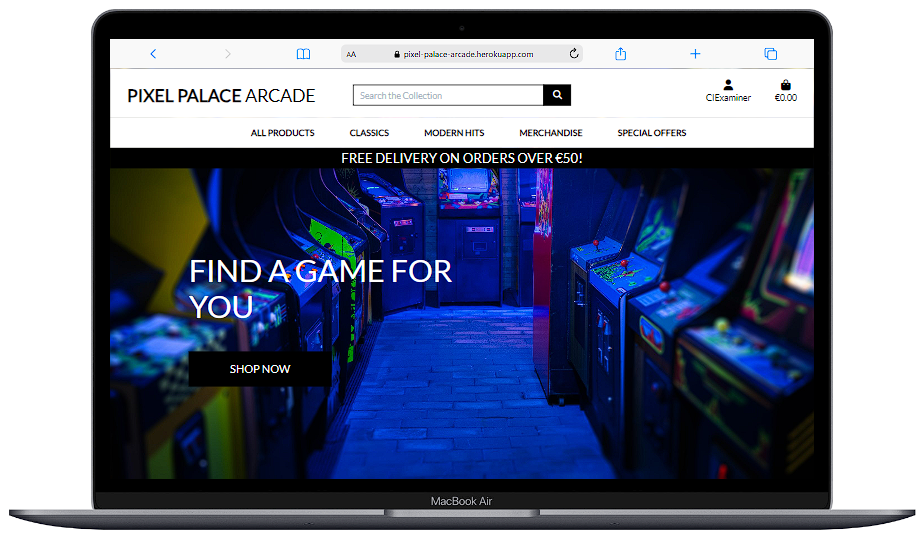 AA pixel-palace-arcade.herokuapp.com
PIXEL PALACE ARCADE
Search the Collection
CIExaminer
€0.00
ALL PRODUCTS CLASSICS MODERN HITS MERCHANDISE SPECIAL OFFERS
FREE DELIVERY ON ORDERS OVER €50!
FIND A GAME FOR
YOU
SHOP NOW
MacBook Air